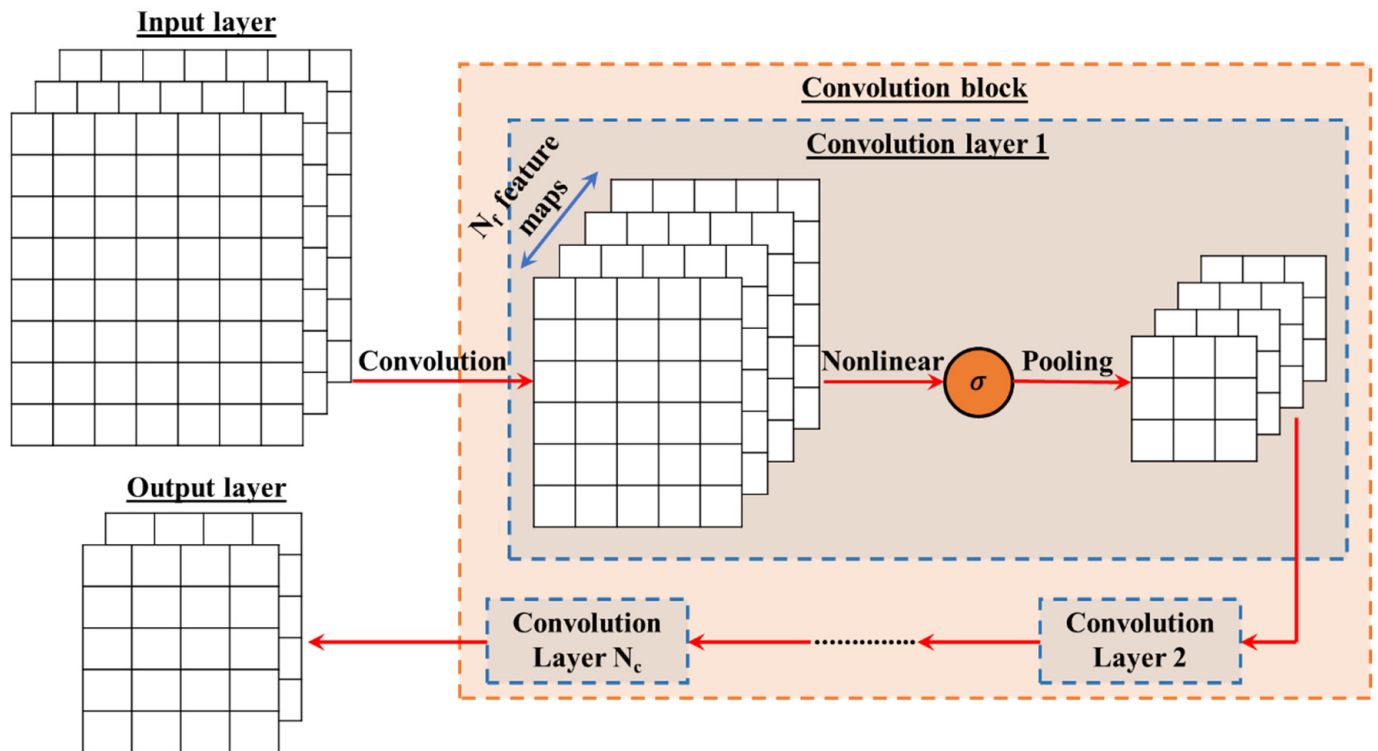 Input layer
Convolution block
Convolution layer 1
N_f feature
maps
Convolution
Nonlinear
σ
Pooling
Output layer
Convolution
Layer N_c
Convolution
Layer 2